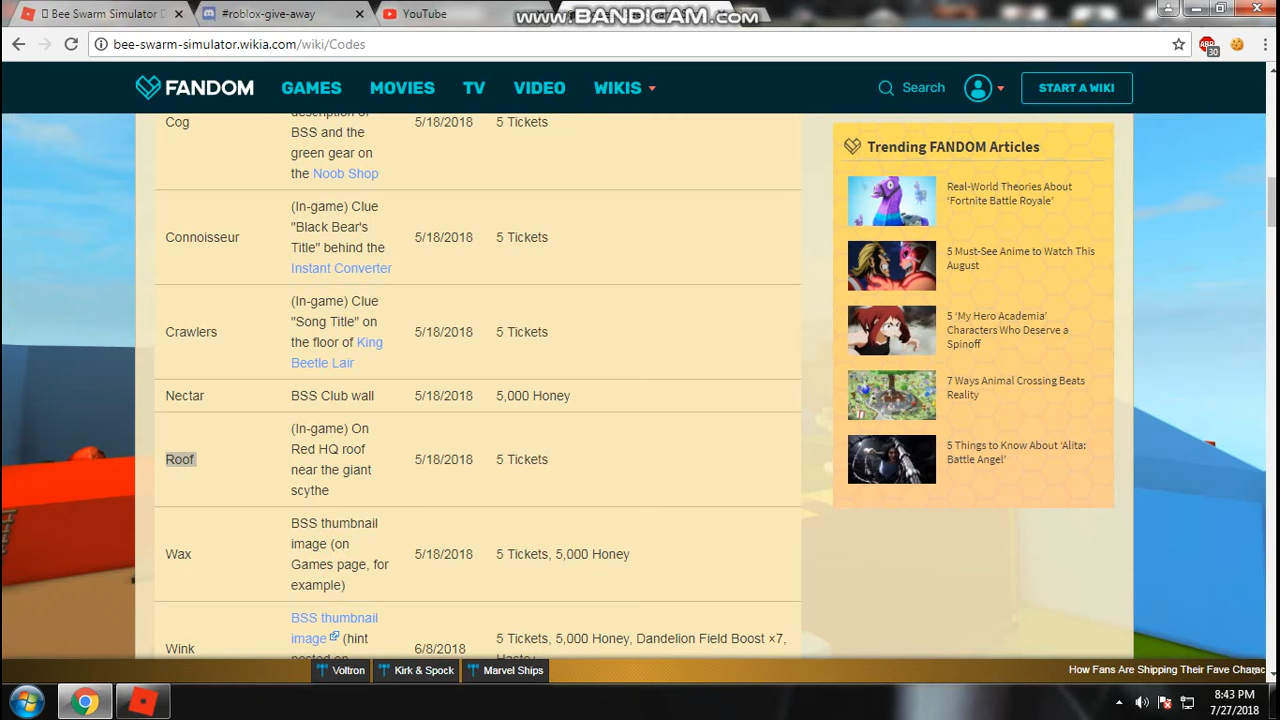 Bee Swarm Simulator
#roblox-give-away
YouTube
www.BANDICAM.com
bee-swarm-simulator.wikia.com/wiki/Codes
ABP
30
FANDOM
GAMES
MOVIES
TV
VIDEO
WIKIS
Search
START A WIKI
Cog
description of
BSS and the
green gear on
the Noob Shop
5/18/2018
5 Tickets
Connoisseur
(In-game) Clue
"Black Bear's
Title" behind the
Instant Converter
5/18/2018
5 Tickets
Crawlers
(In-game) Clue
"Song Title" on
the floor of King
Beetle Lair
5/18/2018
5 Tickets
Nectar
BSS Club wall
5/18/2018
5,000 Honey
Roof
(In-game) On
Red HQ roof
near the giant
scythe
5/18/2018
5 Tickets
Wax
BSS thumbnail
image (on
Games page, for
example)
5/18/2018
5 Tickets, 5,000 Honey
Wink
BSS thumbnail
image (hint
posted on
6/8/2018
5 Tickets, 5,000 Honey, Dandelion Field Boost ×7,
Trending FANDOM Articles
Real-World Theories About
‘Fortnite Battle Royale’
5 Must-See Anime to Watch This
August
5 ‘My Hero Academia’
Characters Who Deserve a
Spinoff
7 Ways Animal Crossing Beats
Reality
5 Things to Know About ‘Alita:
Battle Angel’
Voltron
Kirk & Spock
Marvel Ships
How Fans Are Shipping Their Fave Charac
8:43 PM
7/27/2018